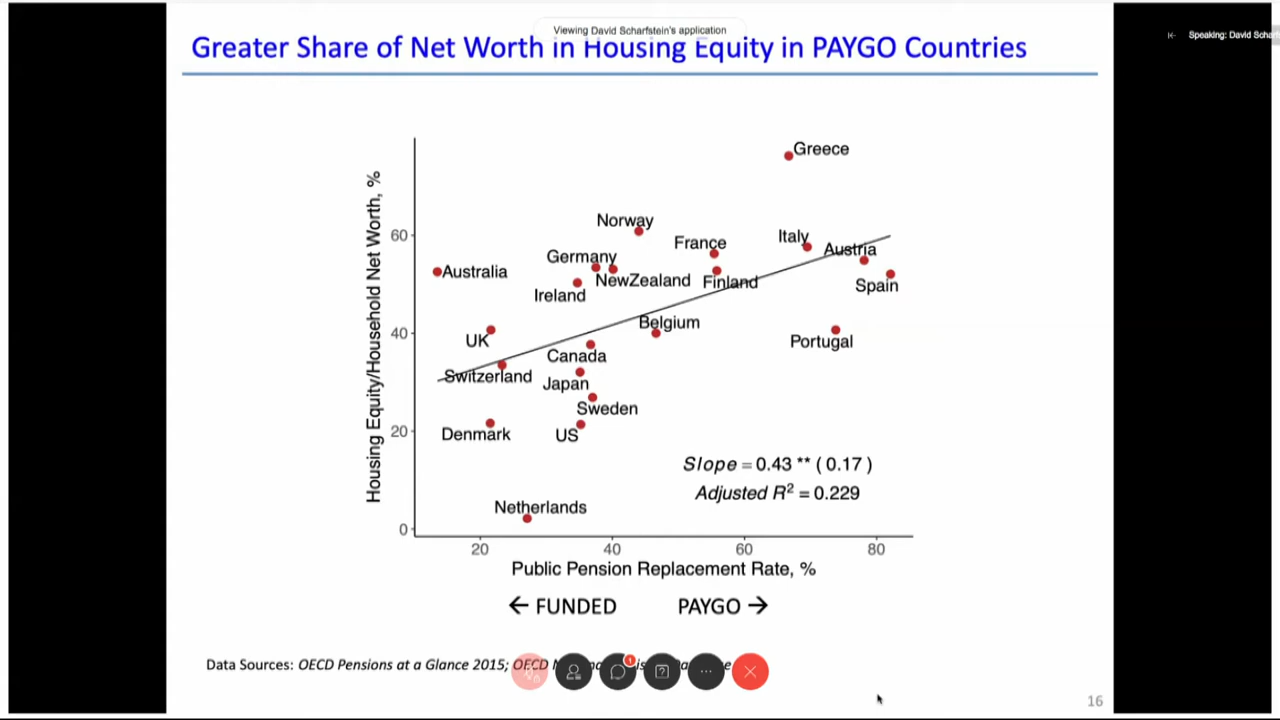 Viewing David Scharfstein's application
Speaking: David Scharfs
Greater Share of Net Worth in Housing Equity in PAYGO Countries
Housing Equity/Household Net Worth, %
60
40
20
0
Greece
Norway
Italy
France
Austria
Germany
Australia
NewZealand
Finland
Spain
Ireland
Belgium
UK
Portugal
Canada
Switzerland
Japan
Sweden
Denmark
US
Slope = 0.43 ** ( 0.17 )
Adjusted R² = 0.229
Netherlands
20 40 60 80
Public Pension Replacement Rate, %
← FUNDED PAYGO →
Data Sources: OECD Pensions at a Glance 2015; OECD
1
16